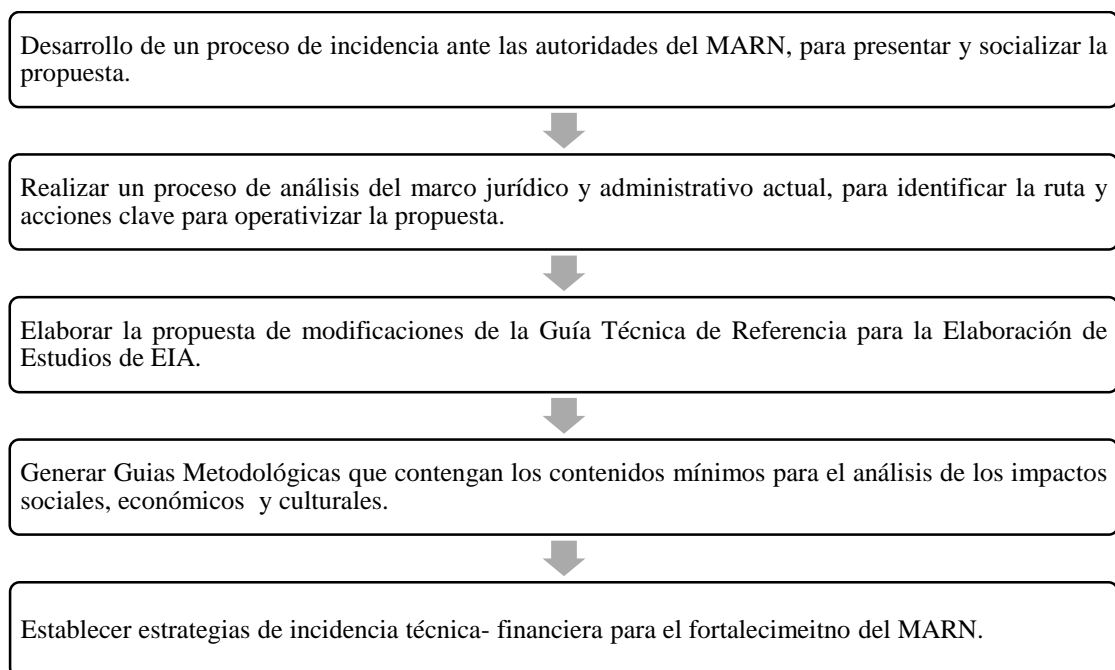 Desarrollo de un proceso de incidencia ante las autoridades del MARN, para presentar y socializar la
propuesta.
Realizar un proceso de análisis del marco jurídico y administrativo actual, para identificar la ruta y
acciones clave para operativizar la propuesta.
Elaborar la propuesta de modificaciones de la Guía Técnica de Referencia para la Elaboración de
Estudios de EIA.
Generar Guias Metodológicas que contengan los contenidos mínimos para el análisis de los impactos
sociales, económicos y culturales.
Establecer estrategias de incidencia técnica- financiera para el fortalecimeitno del MARN.